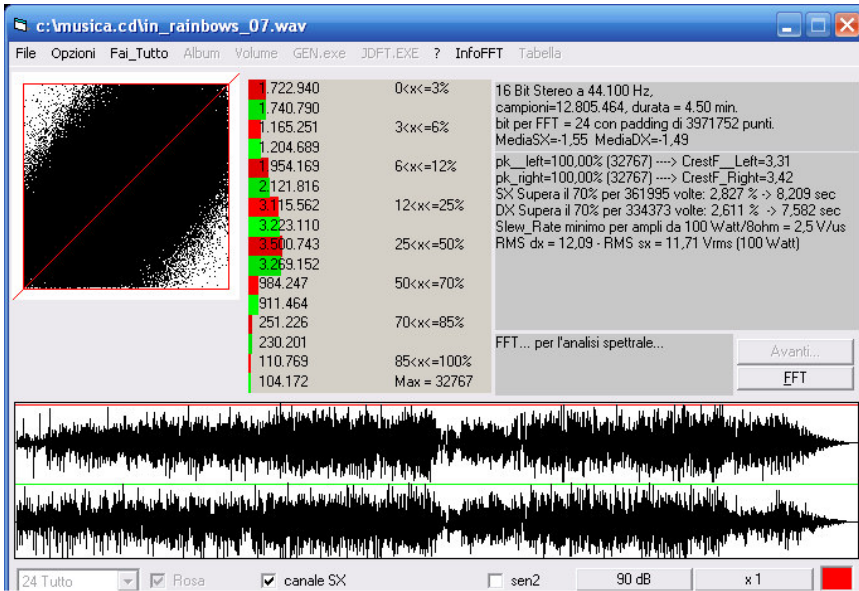 c:\musica.cd\in_rainbows_07.wav
File Opzioni Fai_Tutto Album Volume GEN.exe JDFT.EXE ? InfoFFT Tabella
1.722.940 0<x<=3%
1.740.790
1.165.251 3<x<=6%
1.204.689
1.954.169 6<x<=12%
2.121.816
3.115.562 12<x<=25%
3.223.110
3.500.743 25<x<=50%
3.269.152
984.247 50<x<=70%
911.464
251.226 70<x<=85%
230.201
110.769 85<x<=100%
104.172 Max = 32767
16 Bit Stereo a 44.100 Hz,
campioni=12.805.464, durata = 4.50 min.
bit per FFT = 24 con padding di 3971752 punti.
MediaSX=-1,55 MediaDX=-1,49
pk__left=100,00% (32767) ----> CrestF__Left=3,31
pk_right=100,00% (32767) ----> CrestF_Right=3,42
SX Supera il 70% per 361995 volte: 2,827 % -> 8,209 sec
DX Supera il 70% per 334373 volte: 2,611 % -> 7,582 sec
Slew_Rate minimo per ampli da 100 Watt/8ohm = 2,5 V/us
RMS dx = 12,09 - RMS sx = 11,71 Vrms (100 Watt)
FFT... per l'analisi spettrale...
Avanti...
FFT
24 Tutto Rosa canale SX sen2 90 dB x 1